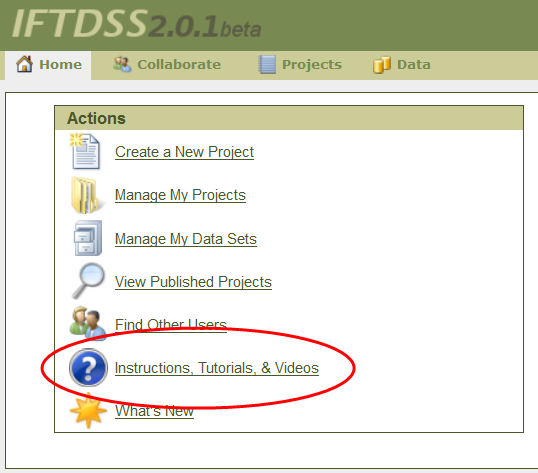 IFTDSS2.0.1beta
Home Collaborate Projects Data
Actions
Create a New Project
Manage My Projects
Manage My Data Sets
View Published Projects
Find Other Users
?
Instructions, Tutorials, & Videos
What's New